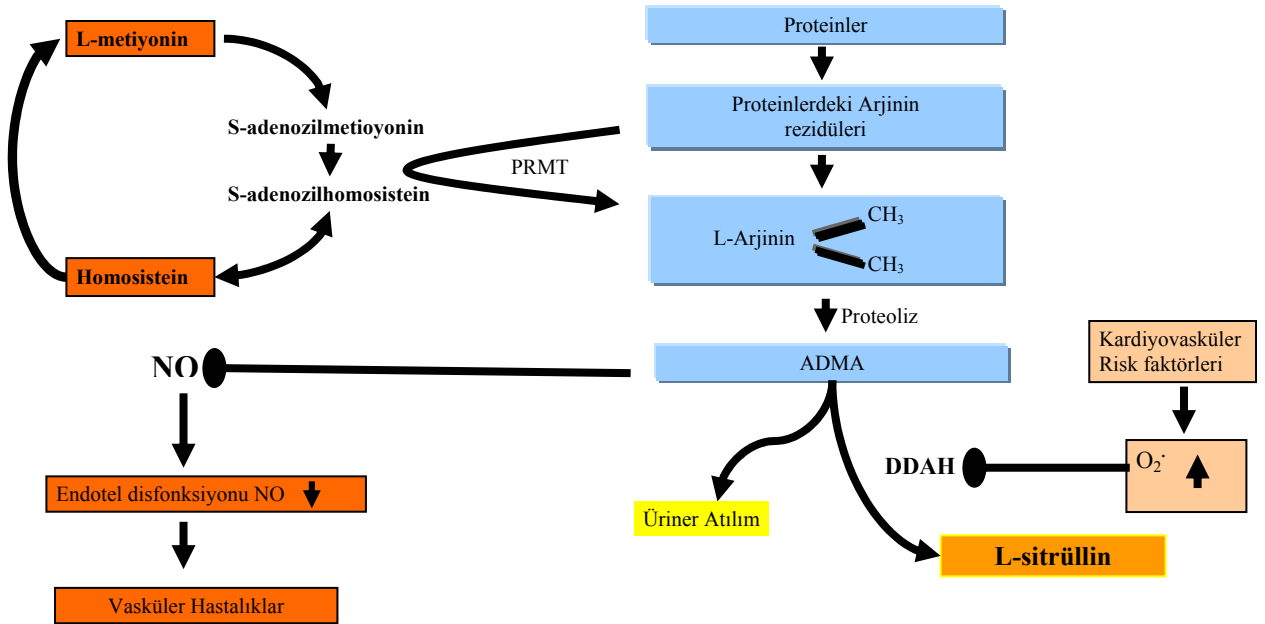 L-metiyonin
S-adenozilmetioyonin
S-adenozilhomosistein
Homosistein
PRMT
Proteinler
Proteinlerdeki Arjinin
rezidüleri
L-Arjinin
CH₃
CH₃
Proteoliz
ADMA
NO
Endotel disfonksiyonu NO
Vasküler Hastalıklar
Üriner Atılım
DDAH
L-sitrüllin
Kardiyovasküler
Risk faktörleri
O₂·